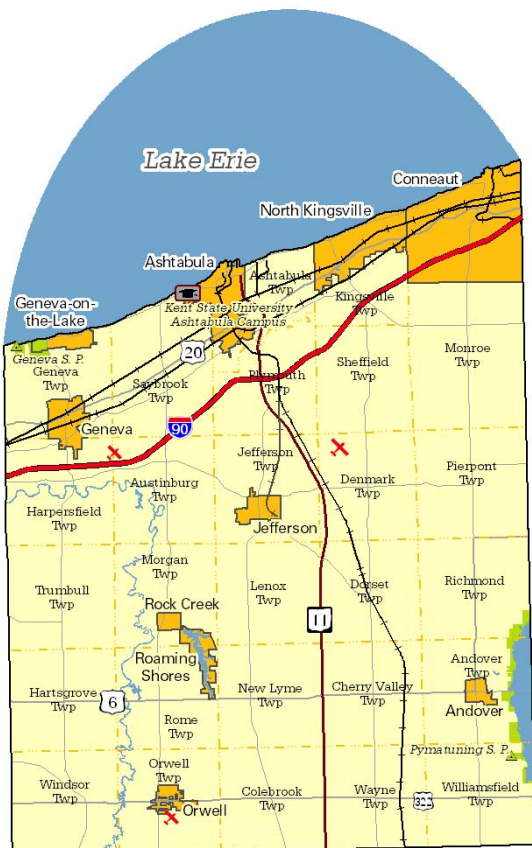 Lake Erie
Conneaut
North Kingsville
Ashtabula
Ashtabula
Twp
Geneva-on-
the-Lake
Kent State University
Ashtabula Campus
Kingsville
Twp
Geneva S. P.
Geneva
Twp
20
Saybrook
Twp
Plymouth
Twp
Sheffield
Twp
Monroe
Twp
Geneva
90
Jefferson
Twp
Denmark
Twp
Pierpont
Twp
Austinburg
Twp
Harpersfield
Twp
Jefferson
Morgan
Twp
Trumbull
Twp
Lenox
Twp
Dorset
Twp
Richmond
Twp
Rock Creek
11
Roaming
Shores
Andover
Twp
Hartsgrove
Twp
6
New Lyme
Twp
Cherry Valley
Twp
Andover
Rome
Twp
Pymatuning S. P.
Orwell
Twp
Windsor
Twp
Colebrook
Twp
Wayne
Twp
322
Williamsfield
Twp
Orwell